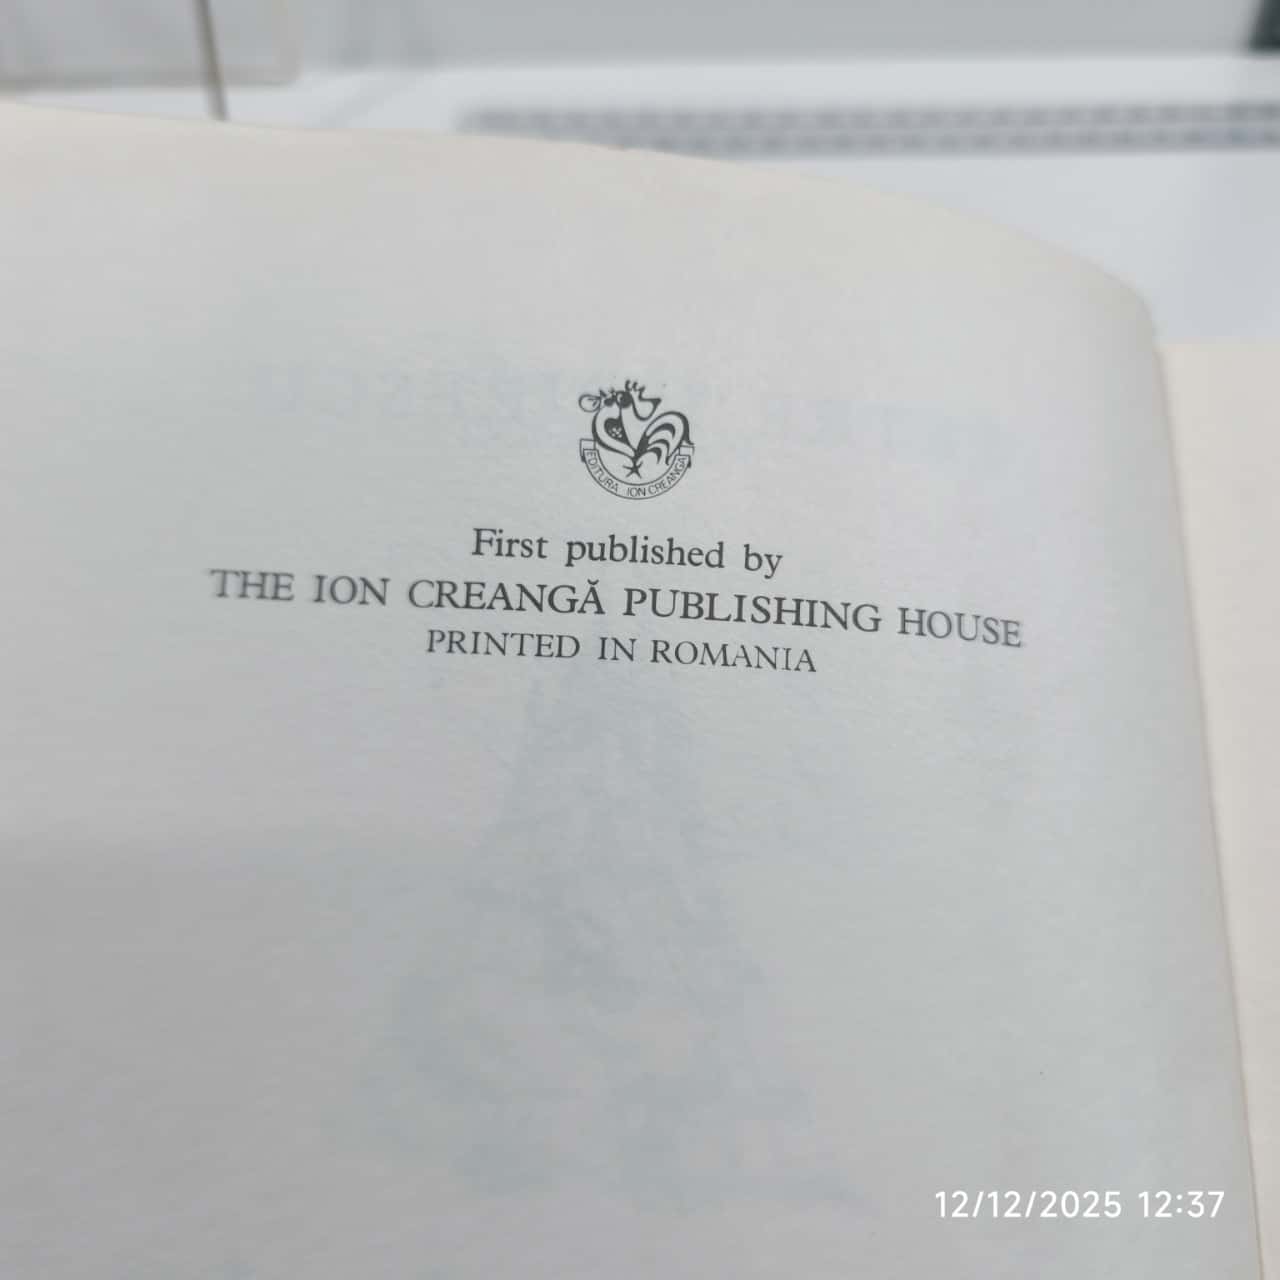 EDITURA ION CREANGĂ
First published by
THE ION CREANGĂ PUBLISHING HOUSE
PRINTED IN ROMANIA
12/12/2025 12:37